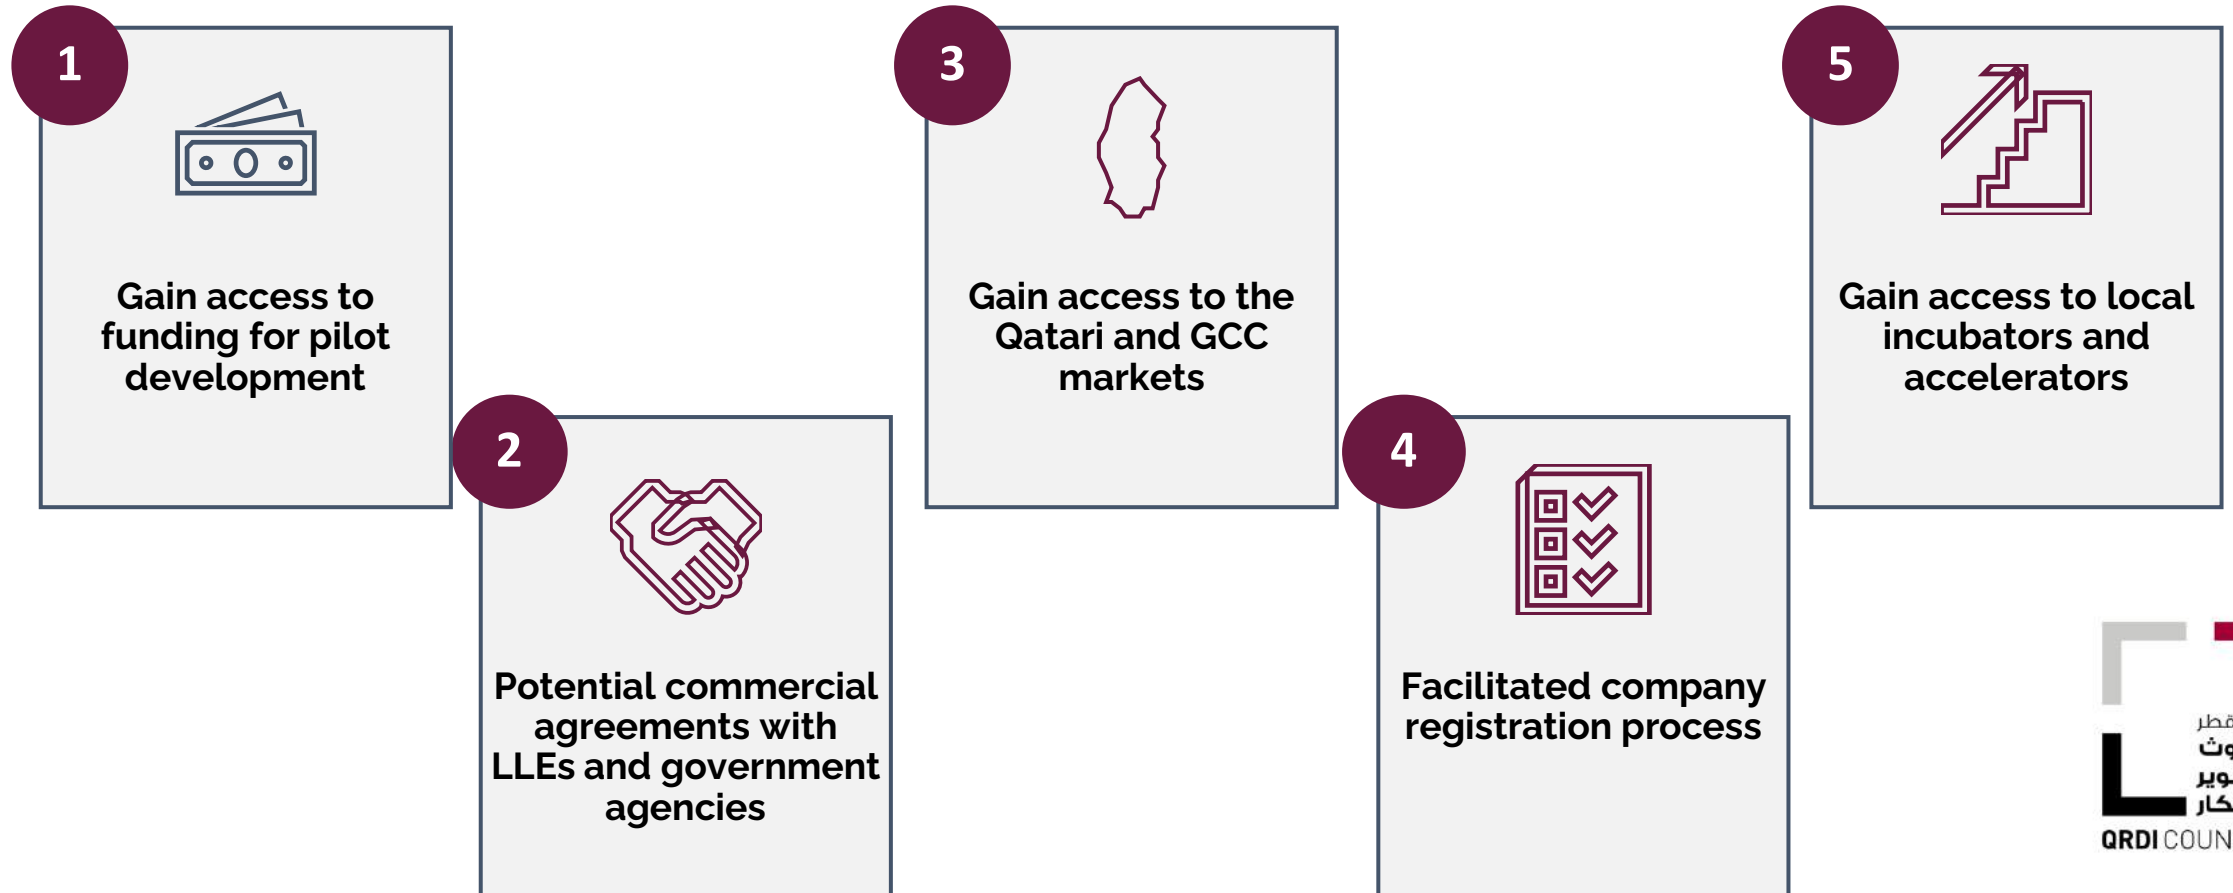 1
Gain access to
funding for pilot
development
2
Potential commercial
agreements with
LLEs and government
agencies
3
Gain access to the
Qatari and GCC
markets
4
Facilitated company
registration process
5
Gain access to local
incubators and
accelerators
قطر
QRDI